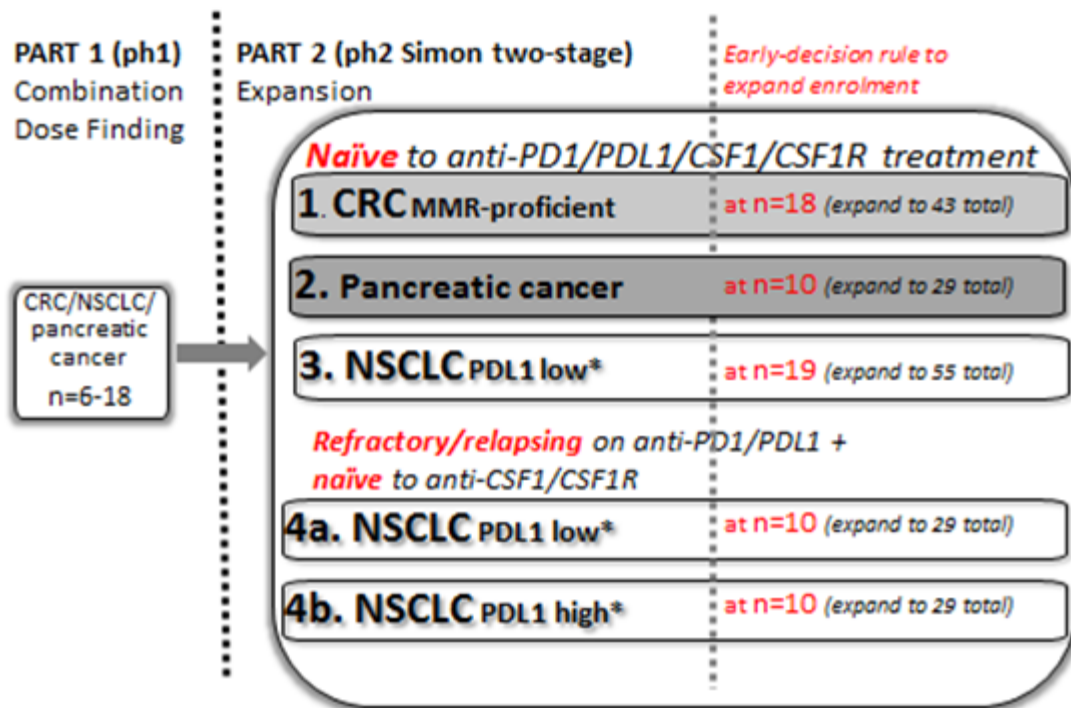 PART 1 (ph1)
Combination
Dose Finding
PART 2 (ph2 Simon two-stage)
Expansion
Early-decision rule to
expand enrolment
CRC/NSCLC/
pancreatic
cancer
n=6-18
Naïve to anti-PD1/PDL1/CSF1/CSF1R treatment
1. CRC MMR-proficient at n=18 (expand to 43 total)
2. Pancreatic cancer at n=10 (expand to 29 total)
3. NSCLC PDL1 low* at n=19 (expand to 55 total)
Refractory/relapsing on anti-PD1/PDL1 +
naïve to anti-CSF1/CSF1R
4a. NSCLC PDL1 low* at n=10 (expand to 29 total)
4b. NSCLC PDL1 high* at n=10 (expand to 29 total)